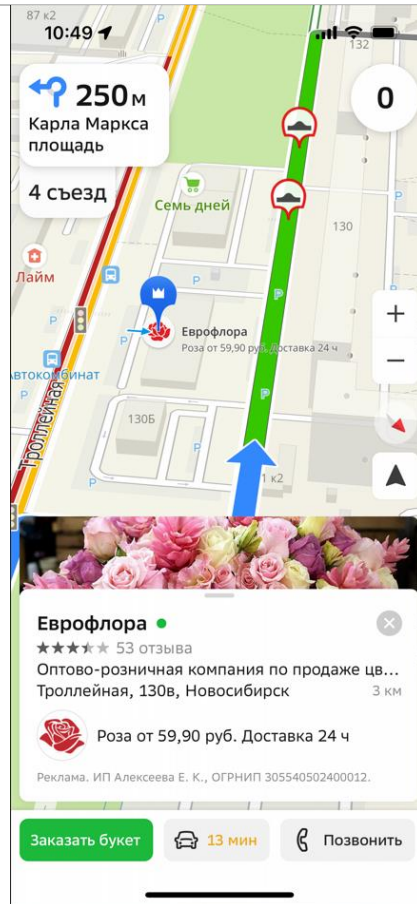 87 к2
10:49
132
250 м
Карла Маркса
площадь
0
4 съезд
Семь дней
130
Лайм
P
Еврофлора
Роза от 59,90 руб. Доставка 24 ч
+
−
Автокомбинат
Троллейная
130Б
1 к2
Еврофлора
53 отзыва
Оптово-розничная компания по продаже цв...
Троллейная, 130в, Новосибирск
3 км
Роза от 59,90 руб. Доставка 24 ч
Реклама. ИП Алексеева Е. К., ОГРНИП 305540502400012.
Заказать букет
13 мин
Позвонить